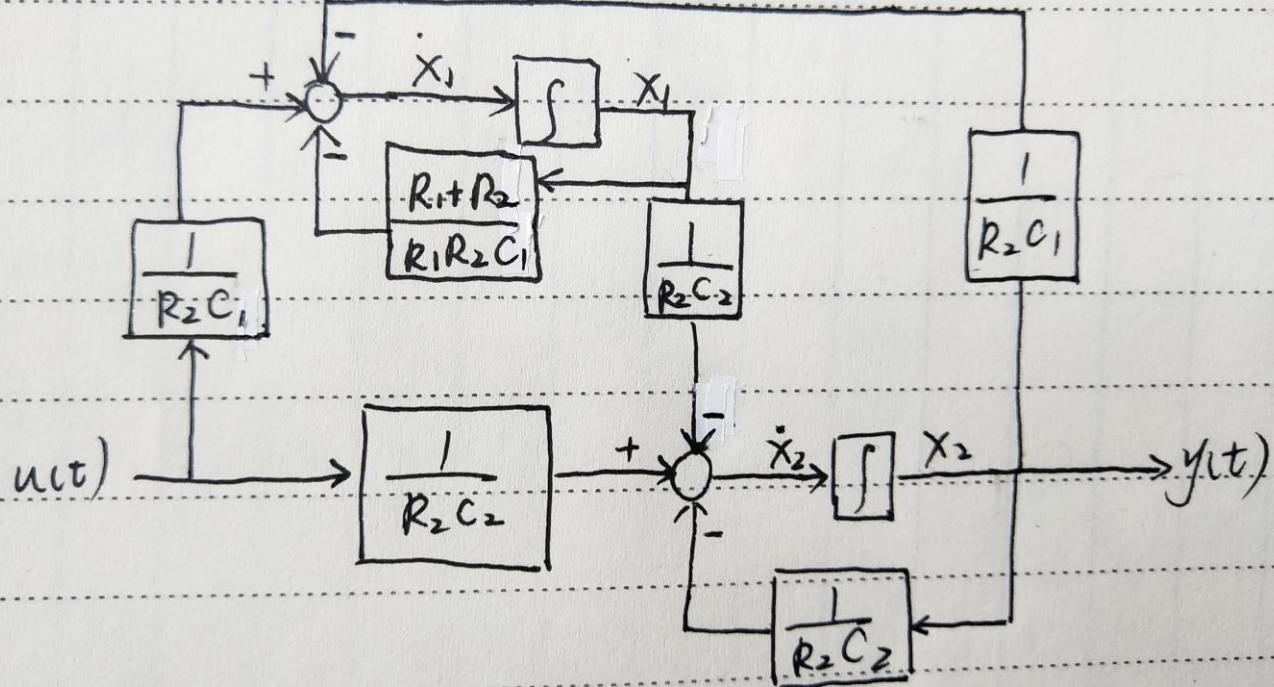 -
+
ẋ₁
∫
x₁
-
R₁+R₂
R₁R₂C₁
1
R₂C₁
1
R₂C₂
1
R₂C₁
u(t)
1
R₂C₂
+
-
ẋ₂
∫
x₂
y(t)
-
1
R₂C₂